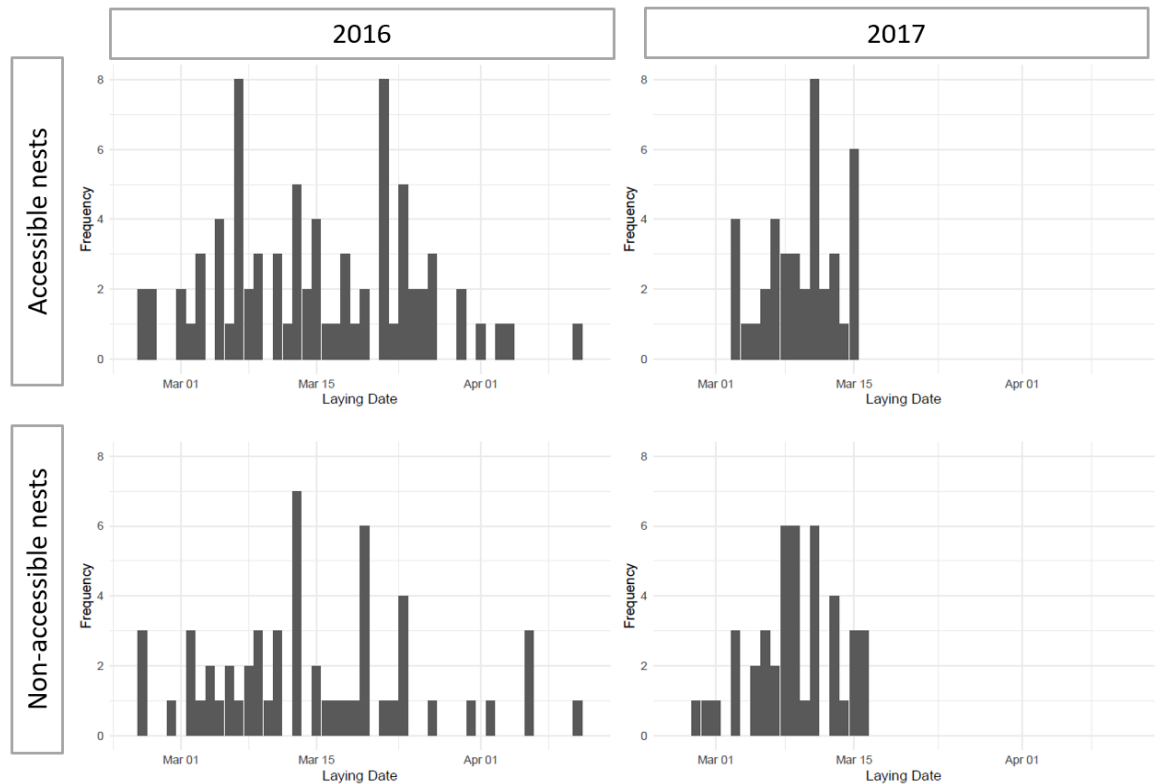 2016
2017
Accessible nests
Frequency
8
6
4
2
0
Mar 01
Mar 15
Apr 01
Laying Date
Frequency
8
6
4
2
0
Mar 01
Mar 15
Apr 01
Laying Date
Non-accessible nests
Frequency
8
6
4
2
0
Mar 01
Mar 15
Apr 01
Laying Date
Frequency
8
6
4
2
0
Mar 01
Mar 15
Apr 01
Laying Date